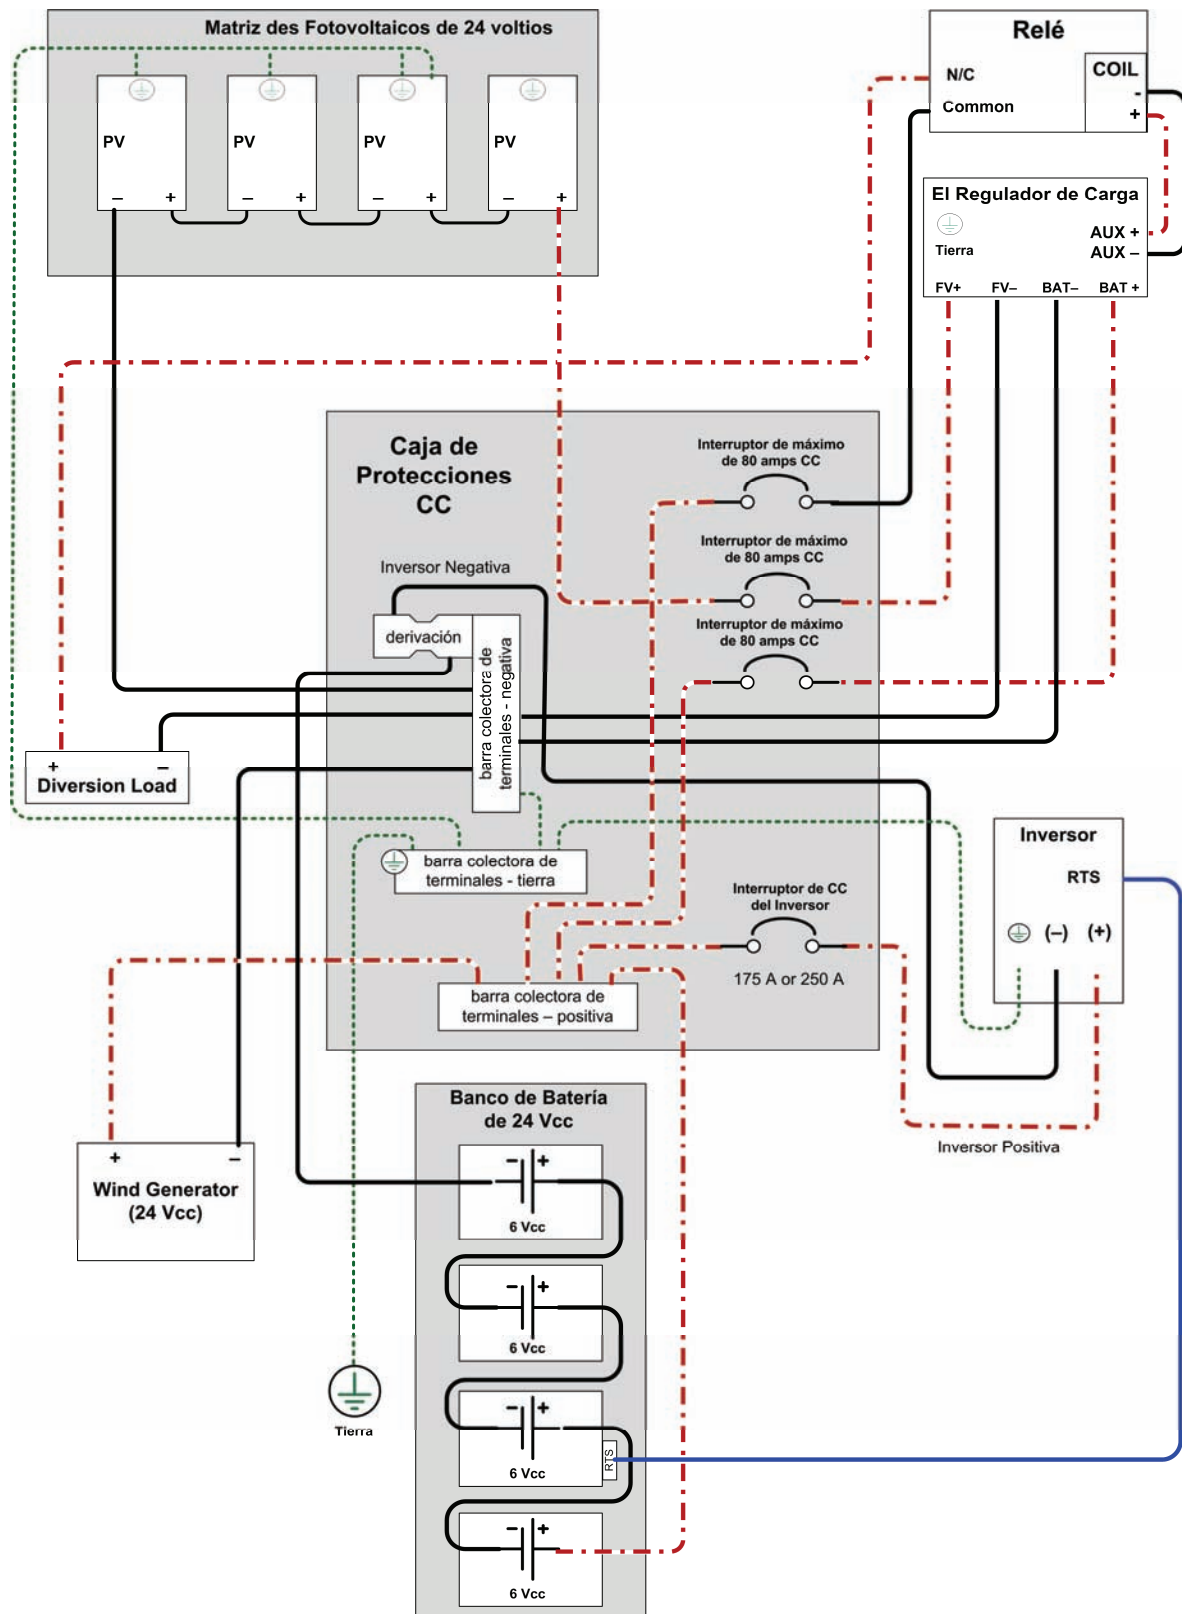 Matriz des Fotovoltaicos de 24 voltios
PV
PV
PV
PV
– +
– +
– +
– +
Relé
N/C
COIL
-
Common
+
El Regulador de Carga
AUX +
Tierra
AUX –
FV+ FV– BAT– BAT +
Caja de
Protecciones
CC
Interruptor de máximo
de 80 amps CC
Interruptor de máximo
de 80 amps CC
Interruptor de máximo
de 80 amps CC
Inversor Negativa
derivación
barra colectora de
terminales - negativa
+ –
Diversion Load
barra colectora de
terminales - tierra
Interruptor de CC
del Inversor
175 A or 250 A
barra colectora de
terminales – positiva
Inversor
RTS
(–) (+)
Inversor Positiva
+ –
Wind Generator
(24 Vcc)
Banco de Batería
de 24 Vcc
– +
6 Vcc
– +
6 Vcc
– +
6 Vcc
RTS
– +
6 Vcc
Tierra